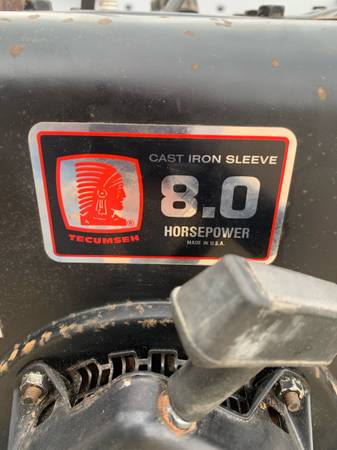 CAST IRON SLEEVE
8.0
HORSEPOWER
MADE IN U.S.A.
TECUMSEH
®